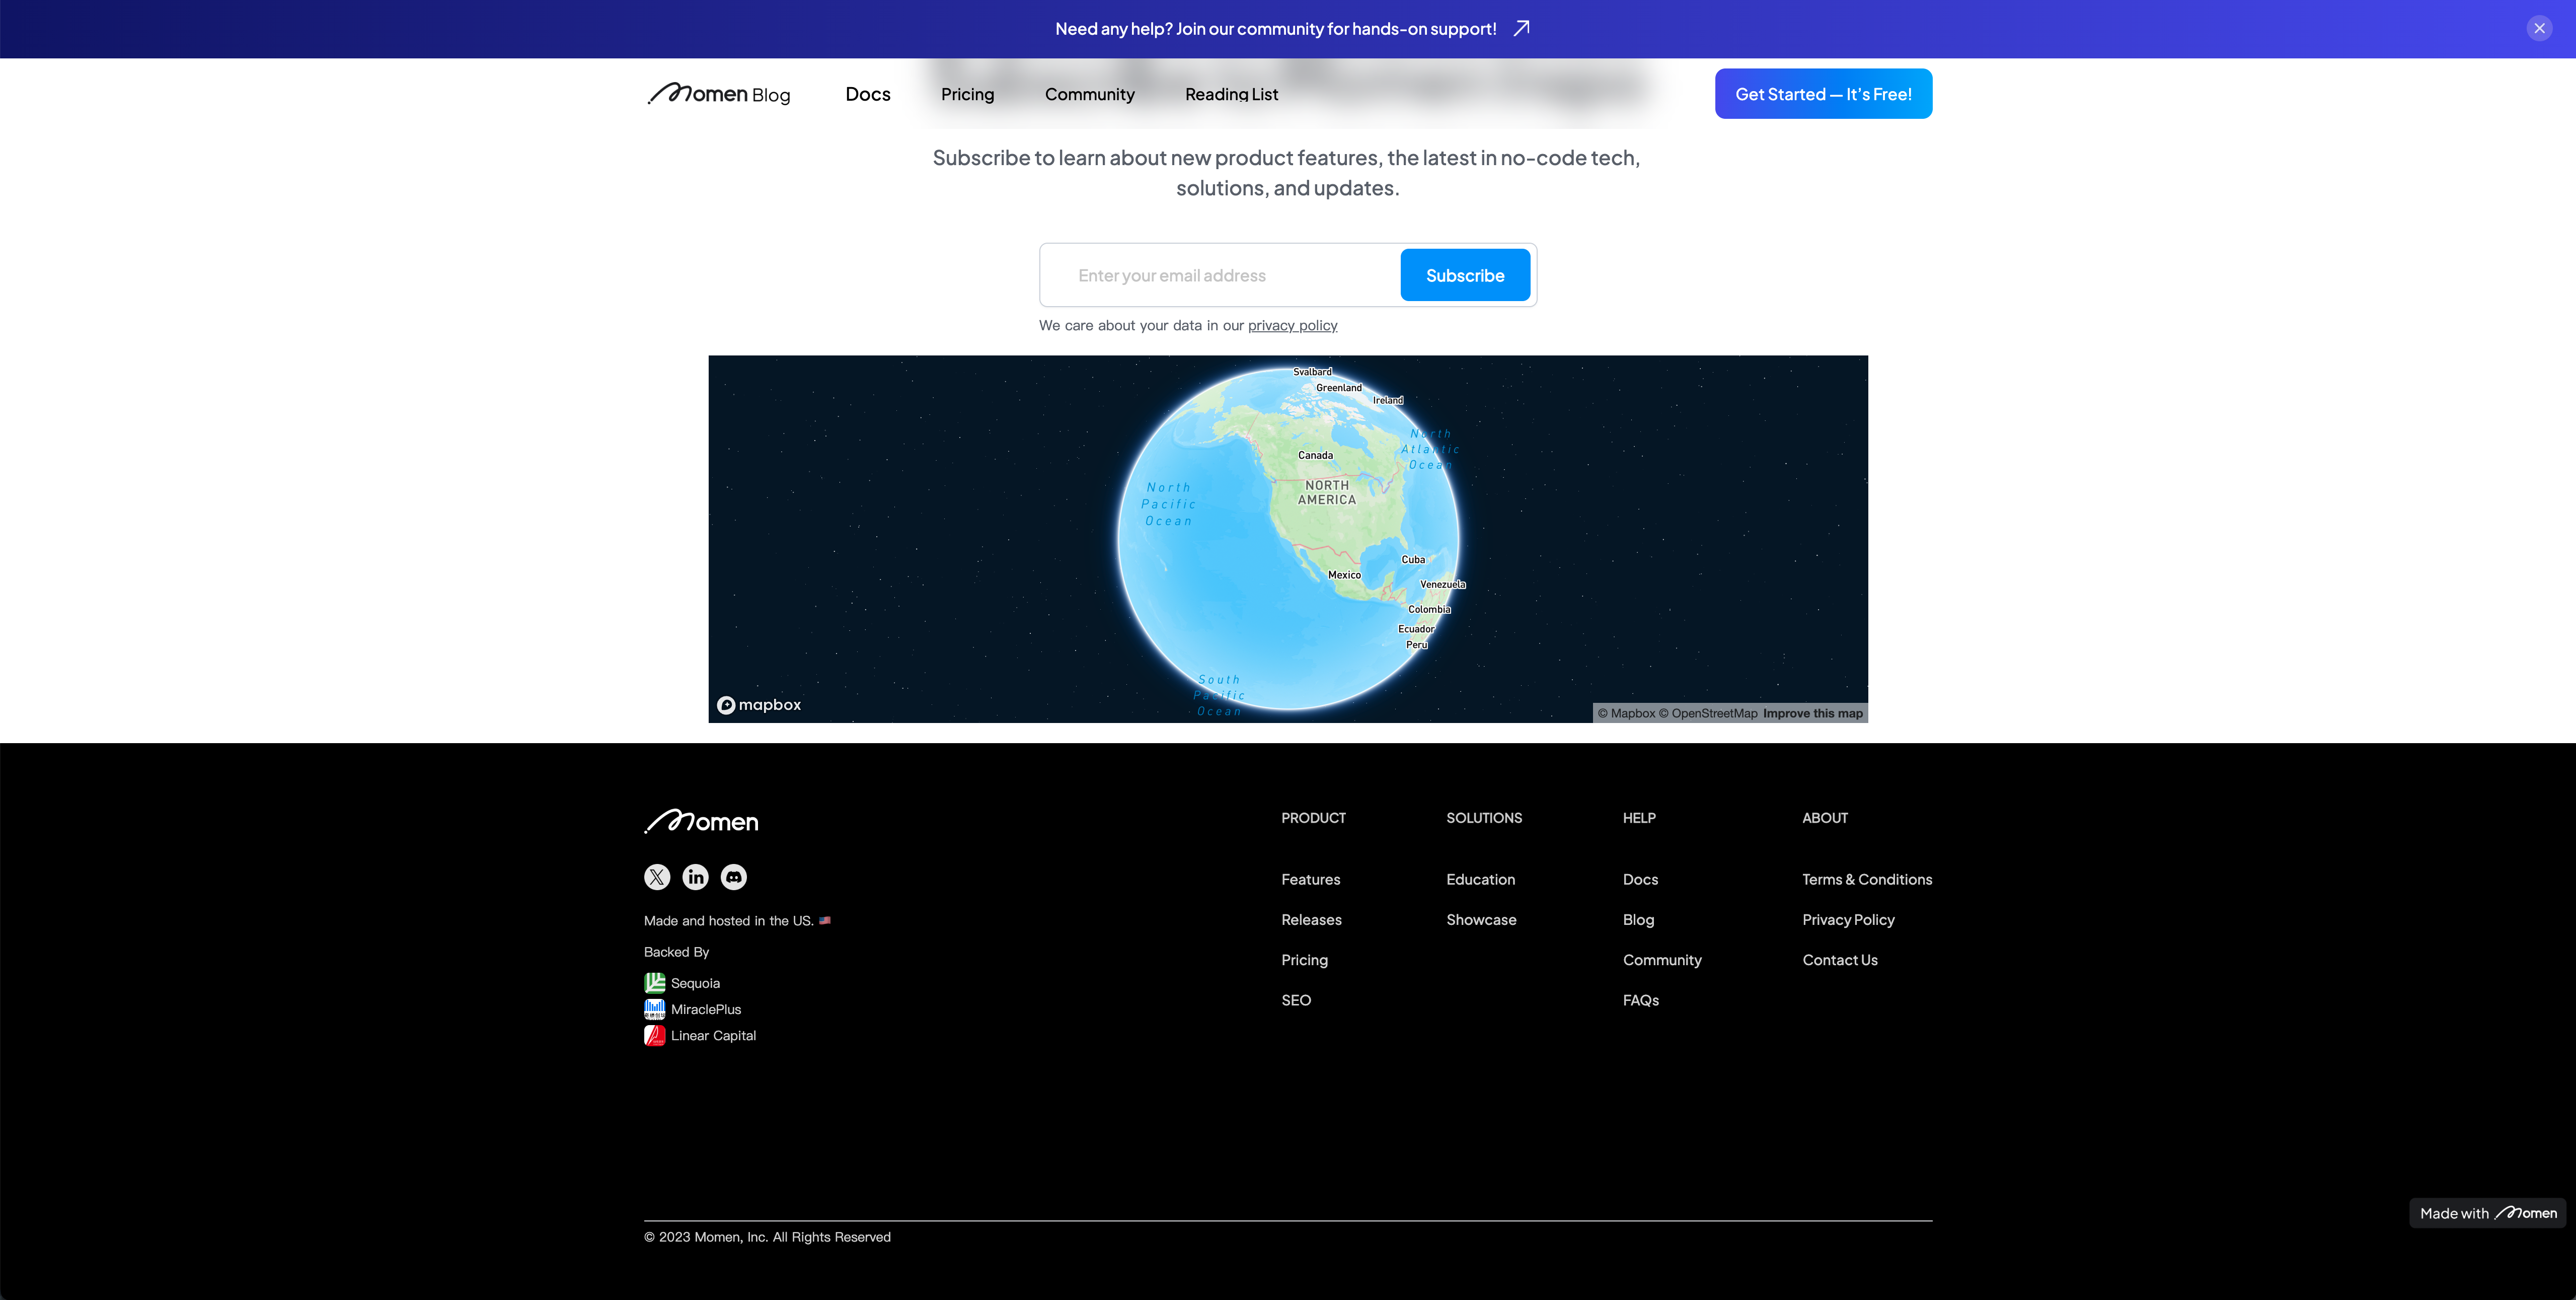 Need any help? Join our community for hands-on support!
Momen Blog
Docs
Pricing
Community
Reading List
Get Started — It's Free!
Subscribe to learn about new product features, the latest in no-code tech,
solutions, and updates.
Enter your email address
Subscribe
We care about your data in our privacy policy
Svalbard
Greenland
Ireland
North
Atlantic
Ocean
Canada
NORTH
AMERICA
North
Pacific
Ocean
Cuba
Mexico
Venezuela
Colombia
Ecuador
Peru
South
Pacific
Ocean
mapbox
© Mapbox © OpenStreetMap Improve this map
Momen
Made and hosted in the US. 🇺🇸
Backed By
Sequoia
MiraclePlus
Linear Capital
PRODUCT
Features
Releases
Pricing
SEO
SOLUTIONS
Education
Showcase
HELP
Docs
Blog
Community
FAQs
ABOUT
Terms & Conditions
Privacy Policy
Contact Us
Made with Momen
© 2023 Momen, Inc. All Rights Reserved